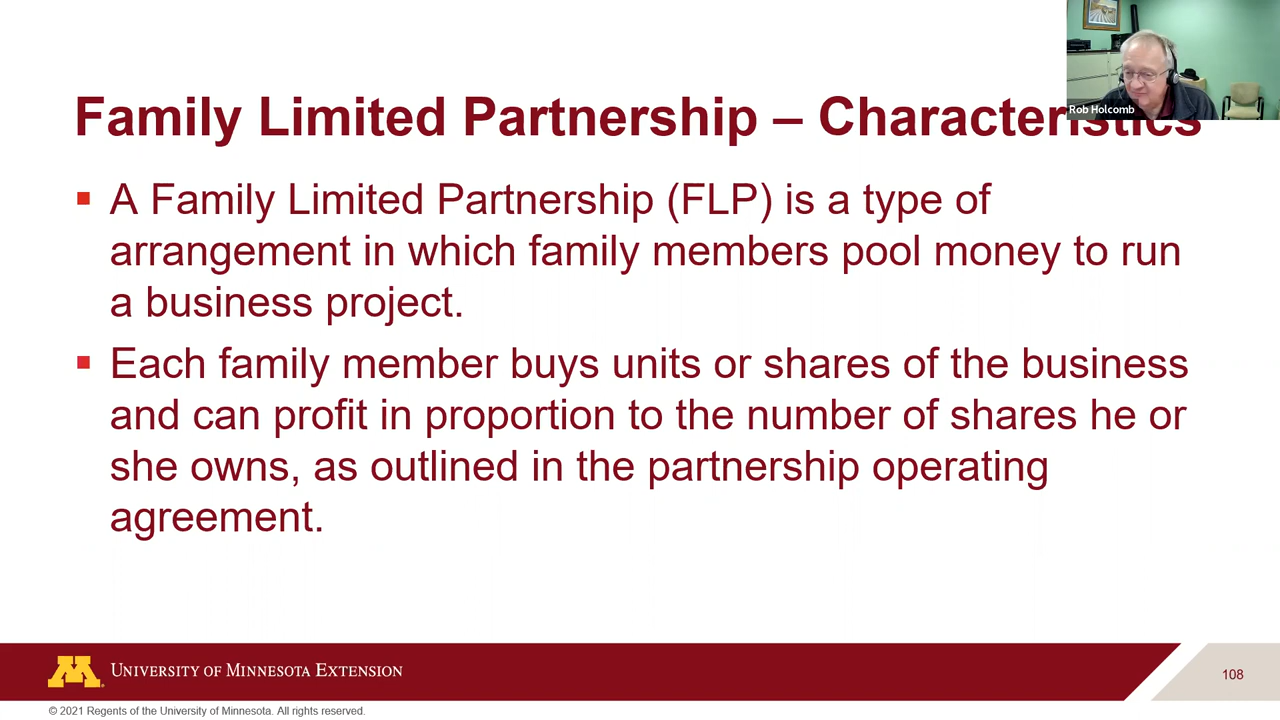 Rob Holcomb
Family Limited Partnership – Characteristics
A Family Limited Partnership (FLP) is a type of
arrangement in which family members pool money to run
a business project.
Each family member buys units or shares of the business
and can profit in proportion to the number of shares he or
she owns, as outlined in the partnership operating
agreement.
UNIVERSITY OF MINNESOTA EXTENSION
108
© 2021 Regents of the University of Minnesota. All rights reserved.